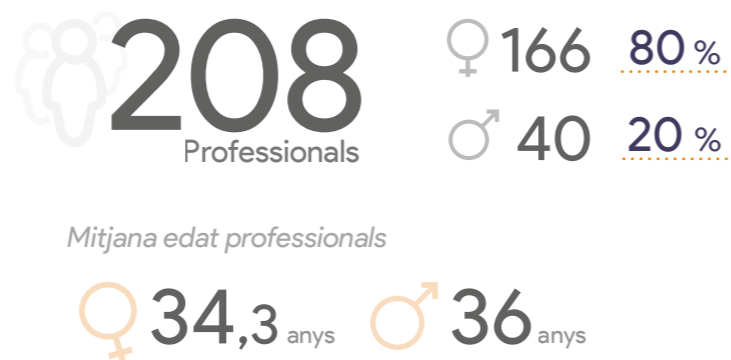 208
Professionals
166 80 %
40 20 %
Mitjana edat professionals
34,3 anys 36 anys